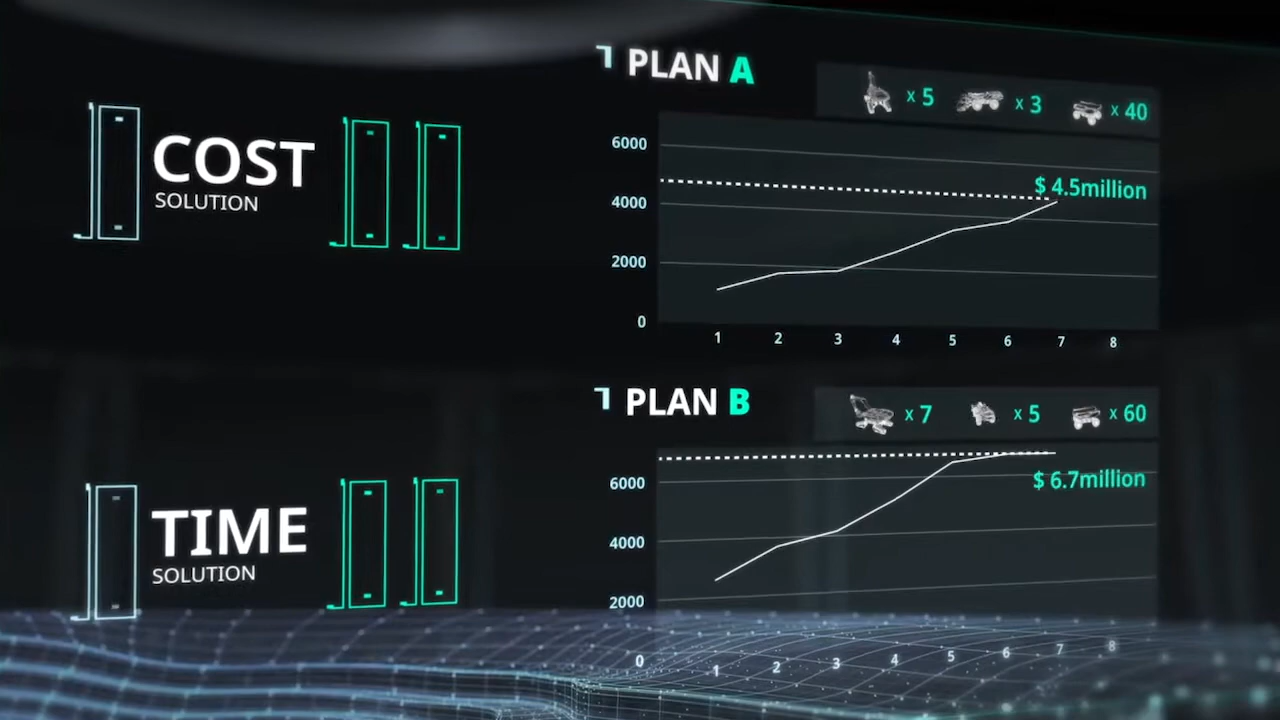 PLAN A
x 5
x 3
x 40
COST
SOLUTION
6000
4000
2000
0
$ 4.5million
1 2 3 4 5 6 7 8
PLAN B
x 7
x 5
x 60
TIME
SOLUTION
6000
4000
2000
0
$ 6.7million
1 2 3 4 5 6 7 8